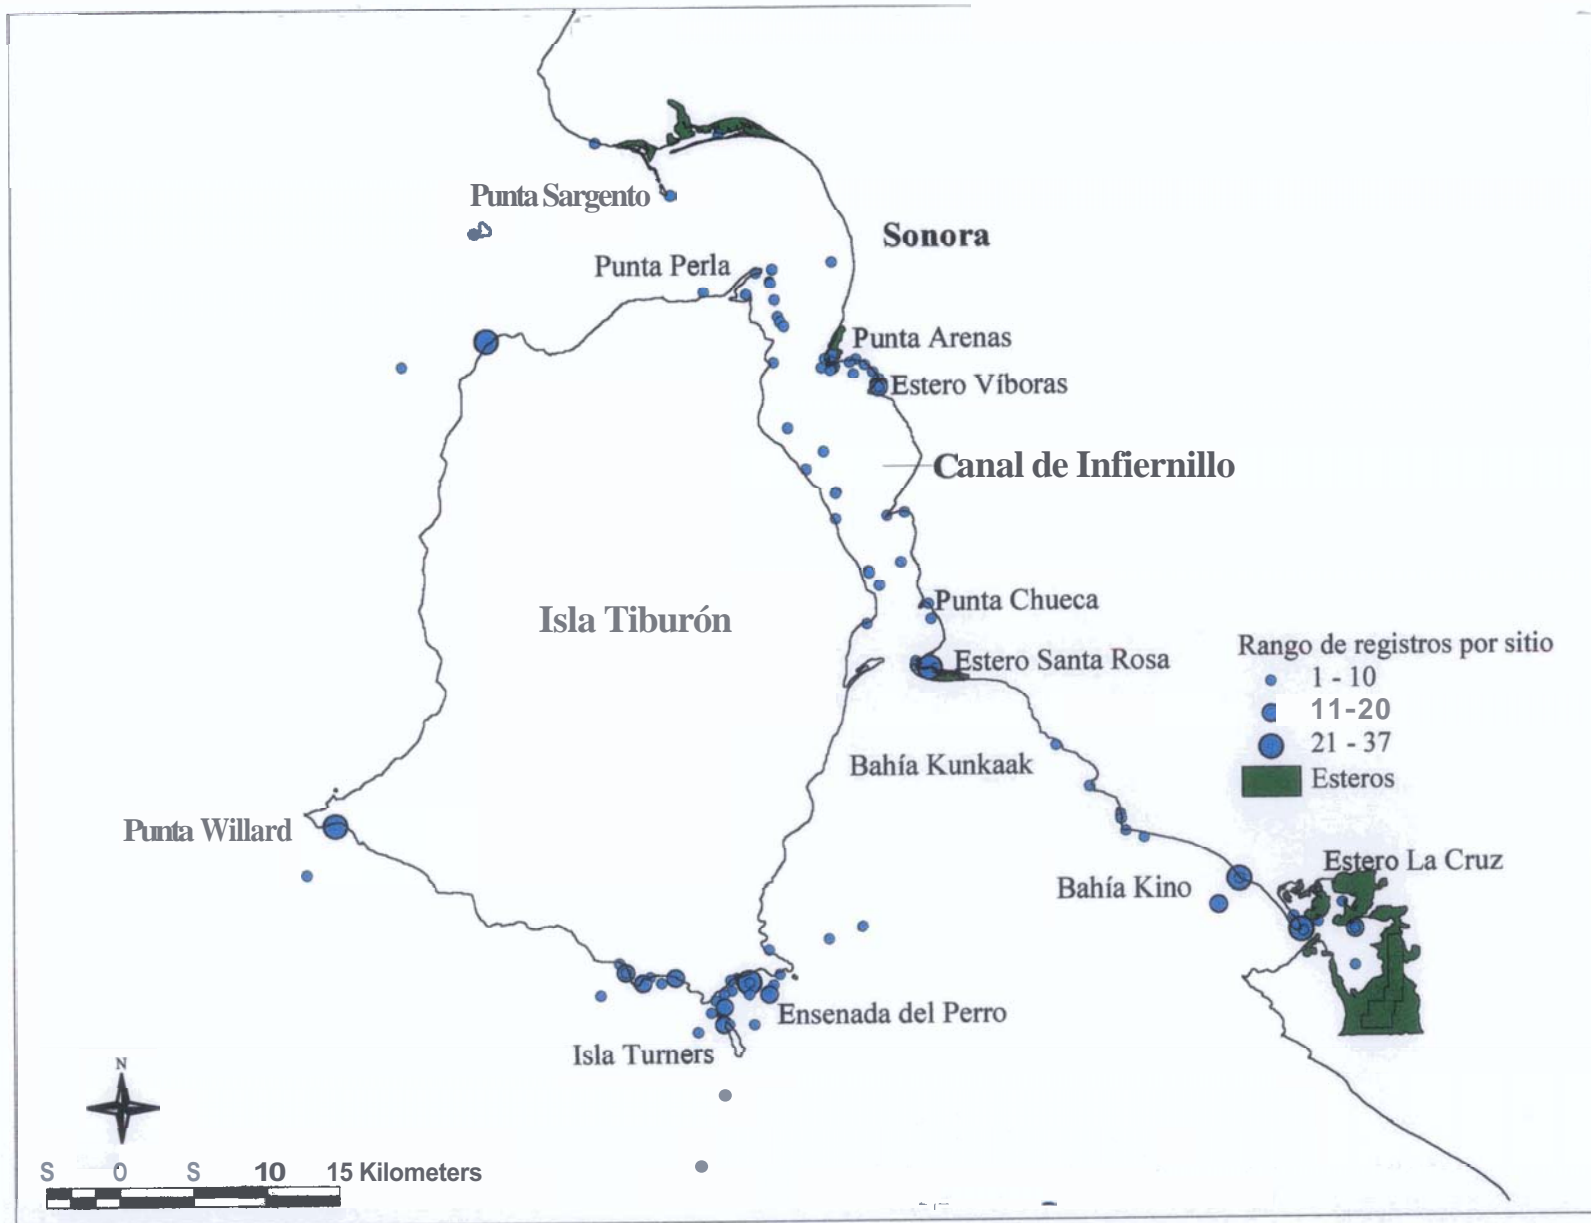 Punta Sargento
Sonora
Punta Perla
Punta Arenas
Estero Víboras
Canal de Infiernillo
Isla Tiburón
Punta Chueca
Estero Santa Rosa
Rango de registros por sitio
1 - 10
11-20
21 - 37
Esteros
Bahía Kunkaak
Punta Willard
Estero La Cruz
Bahía Kino
Ensenada del Perro
Isla Turners
N
S 0 S 10 15 Kilometers